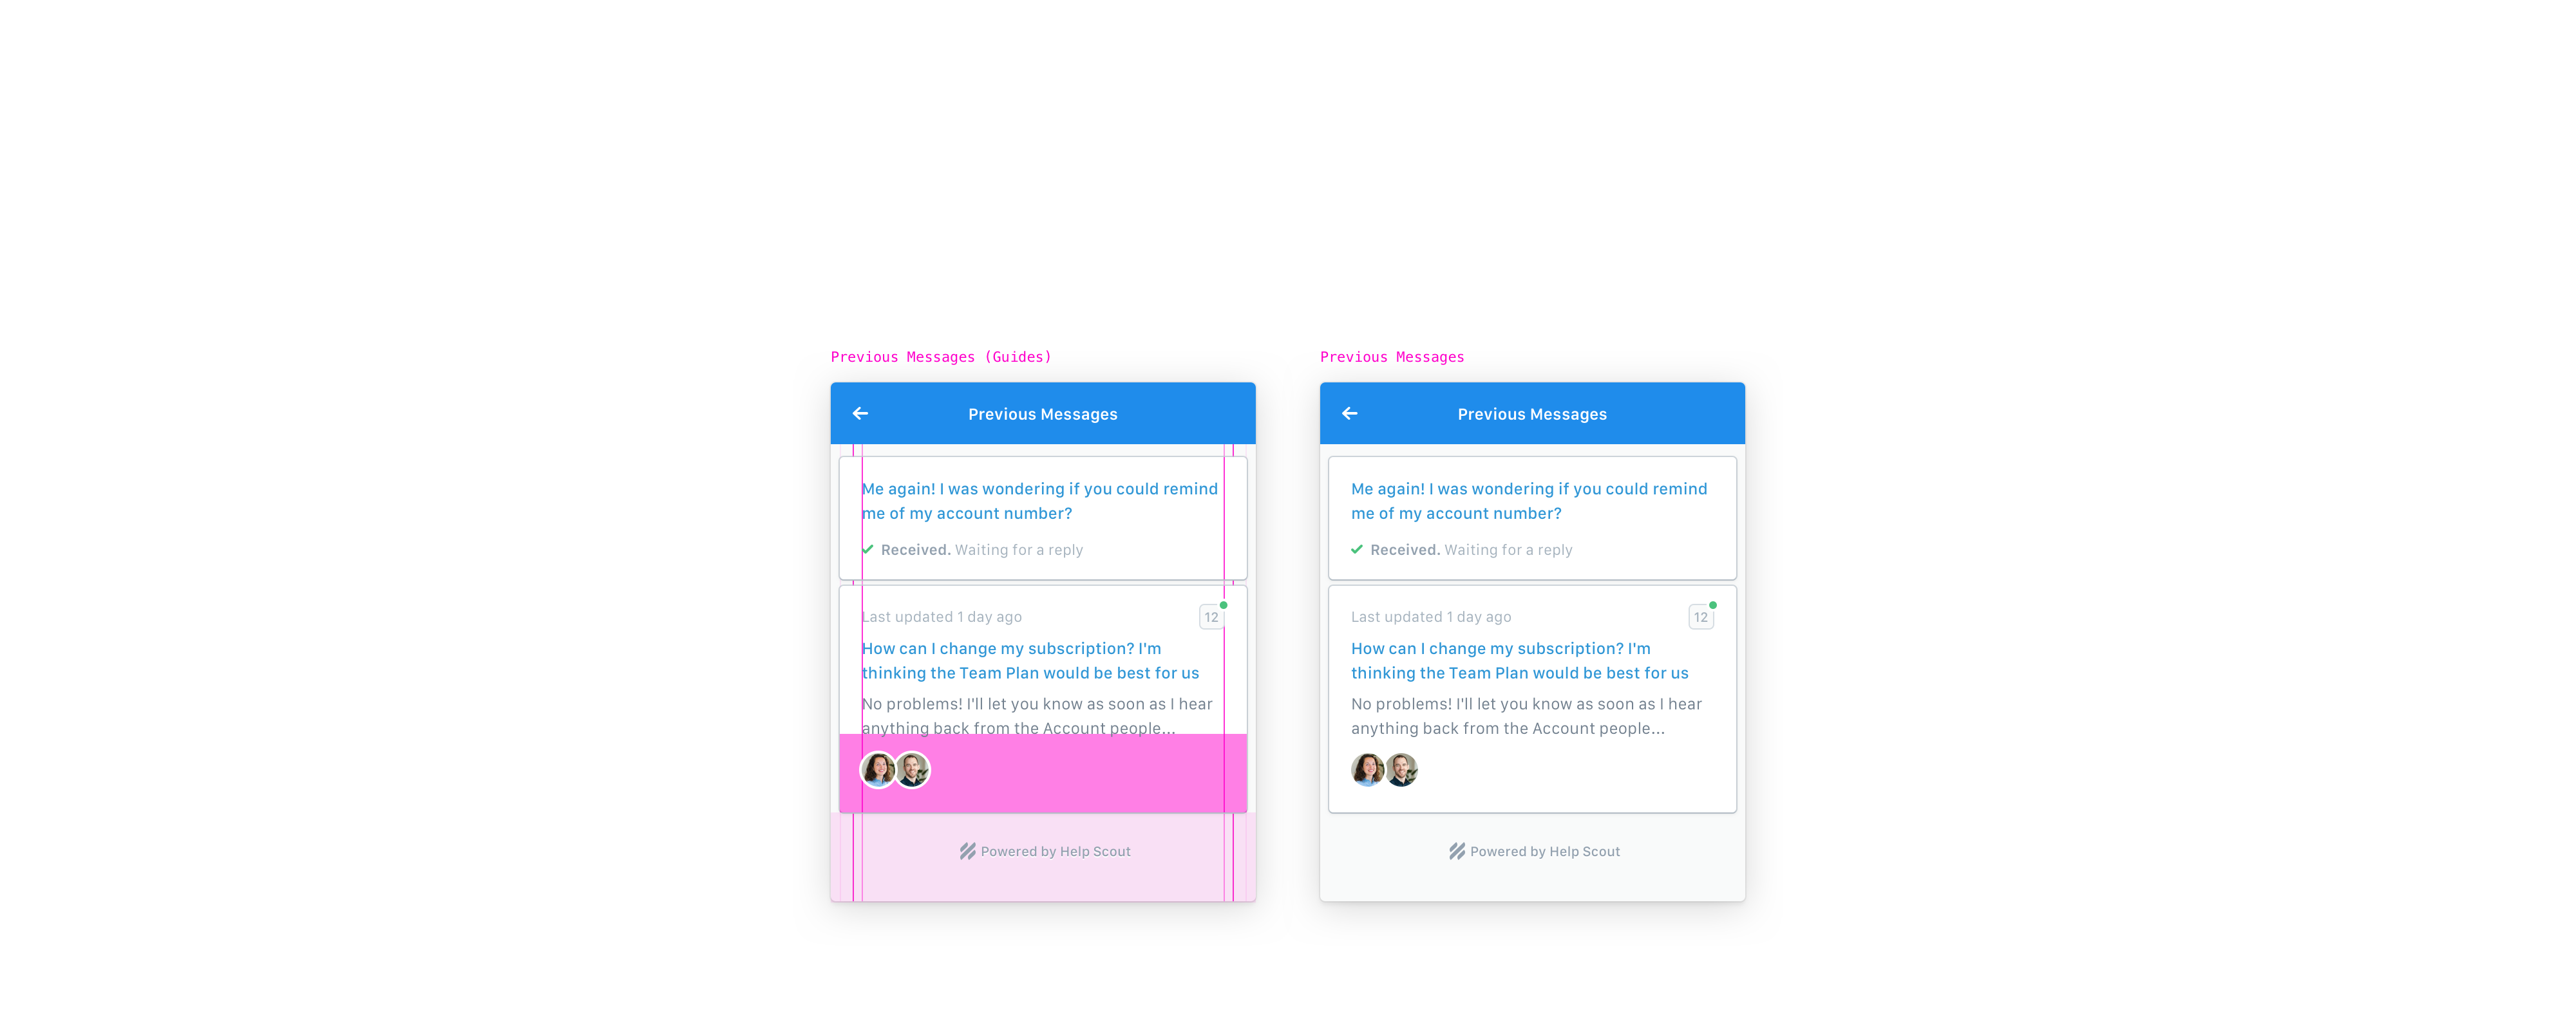 Previous Messages (Guides)
Previous Messages
Me again! I was wondering if you could remind
me of my account number?
Received. Waiting for a reply
Last updated 1 day ago
12
How can I change my subscription? I'm
thinking the Team Plan would be best for us
No problems! I'll let you know as soon as I hear
anything back from the Account people...
Powered by Help Scout
Previous Messages
Previous Messages
Me again! I was wondering if you could remind
me of my account number?
Received. Waiting for a reply
Last updated 1 day ago
12
How can I change my subscription? I'm
thinking the Team Plan would be best for us
No problems! I'll let you know as soon as I hear
anything back from the Account people...
Powered by Help Scout